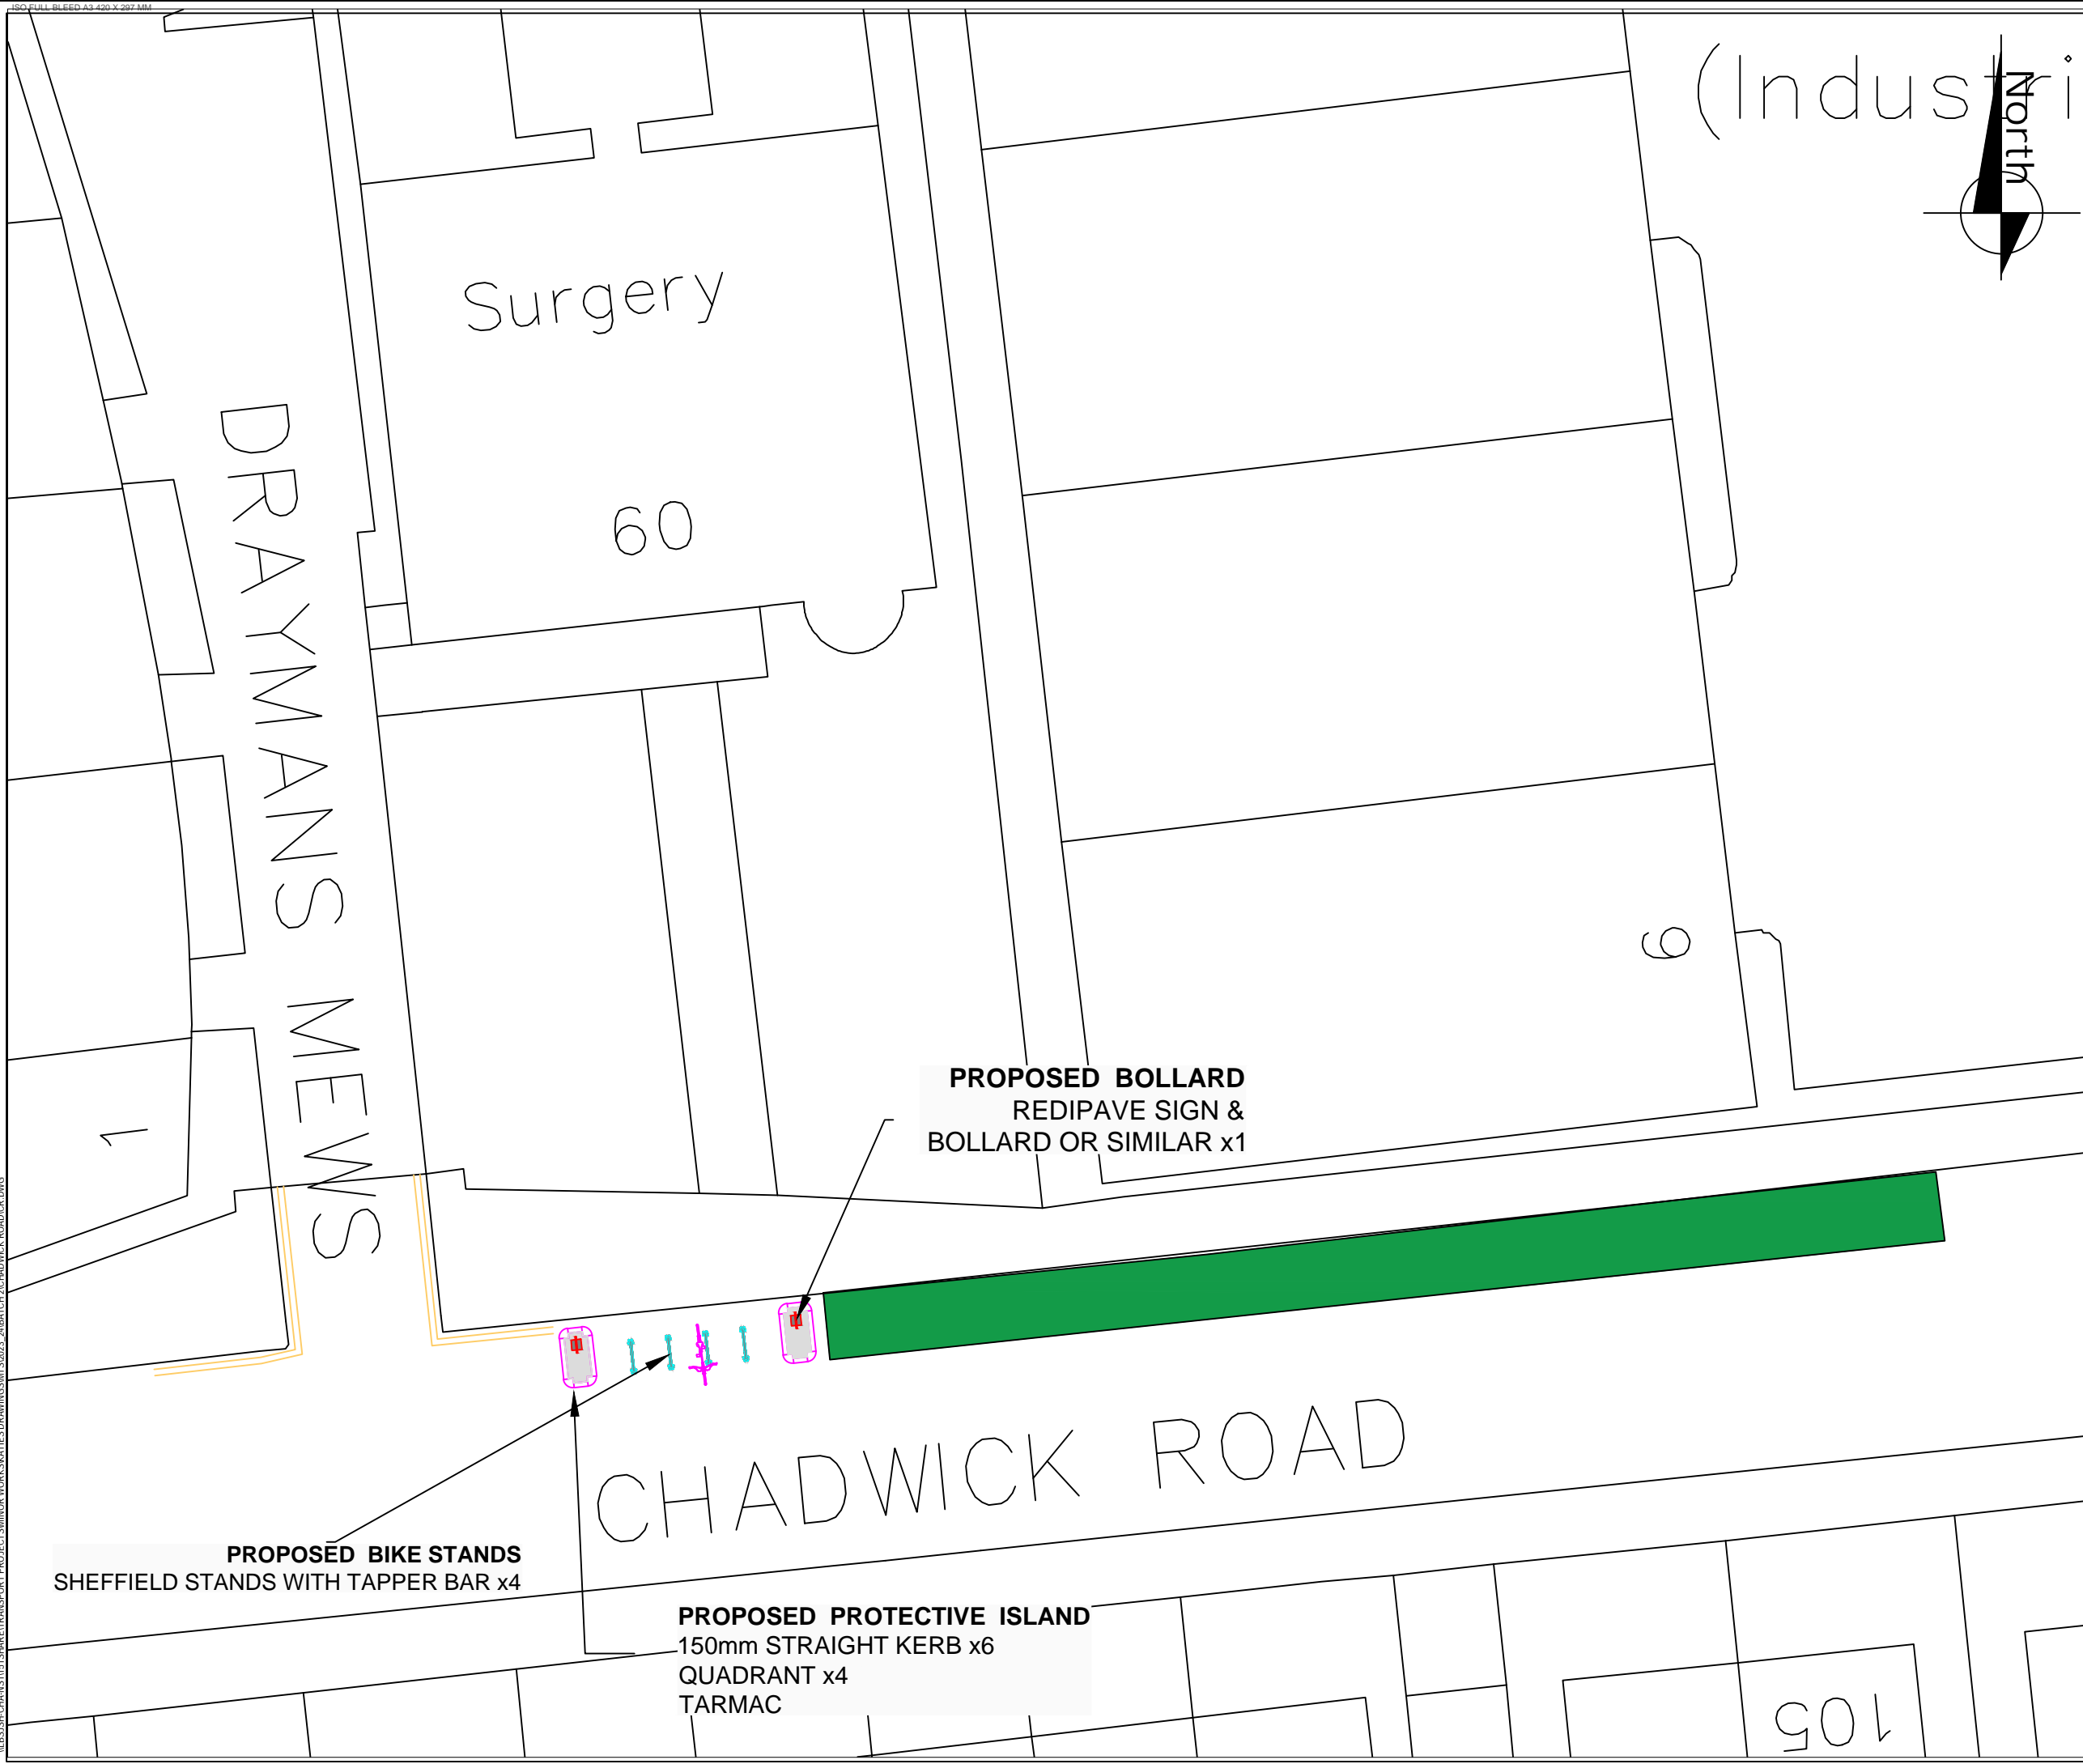 ISO FULL BLEED A3 420 X 297 MM
(Industri
North
Surgery
60
DRAYMANS MEWS
9
1
PROPOSED BOLLARD
REDIPAVE SIGN &
BOLLARD OR SIMILAR x1
CHADWICK ROAD
PROPOSED BIKE STANDS
SHEFFIELD STANDS WITH TAPPER BAR x4
PROPOSED PROTECTIVE ISLAND
150mm STRAIGHT KERB x6
QUADRANT x4
TARMAC
105